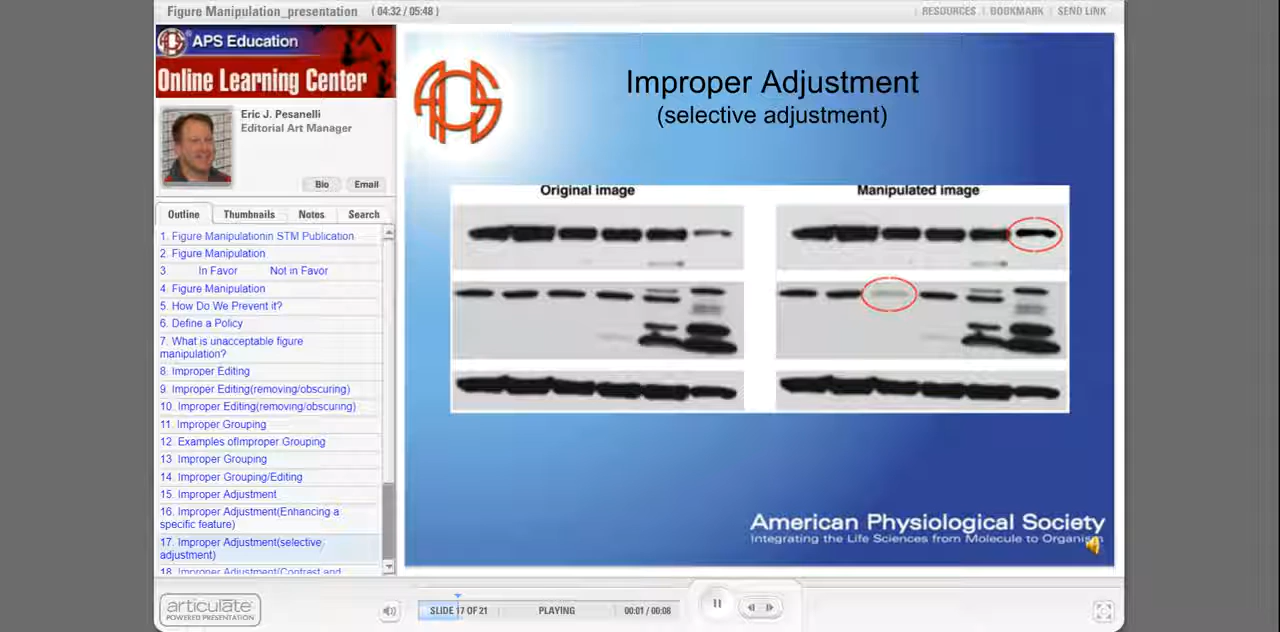 Figure Manipulation_presentation ( 04:32 / 05:48 )
RESOURCES BOOKMARK SEND LINK
APS Education
Online Learning Center
Eric J. Pesanelli
Editorial Art Manager
Bio Email
Outline Thumbnails Notes Search
1. Figure Manipulationin STM Publication
2. Figure Manipulation
3. In Favor Not in Favor
4. Figure Manipulation
5. How Do We Prevent it?
6. Define a Policy
7. What is unacceptable figure
manipulation?
8. Improper Editing
9. Improper Editing(removing/obscuring)
10. Improper Editing(removing/obscuring)
11. Improper Grouping
12. Examples ofImproper Grouping
13. Improper Grouping
14. Improper Grouping/Editing
15. Improper Adjustment
16. Improper Adjustment(Enhancing a
specific feature)
17. Improper Adjustment(selective
adjustment)
18. Improper Adjustment(Contrast and
APS
Improper Adjustment
(selective adjustment)
Original image Manipulated image
American Physiological Society
Integrating the Life Sciences from Molecule to Organism
articulate
POWERED PRESENTATION
SLIDE 17 OF 21 PLAYING 00:01 / 00:08